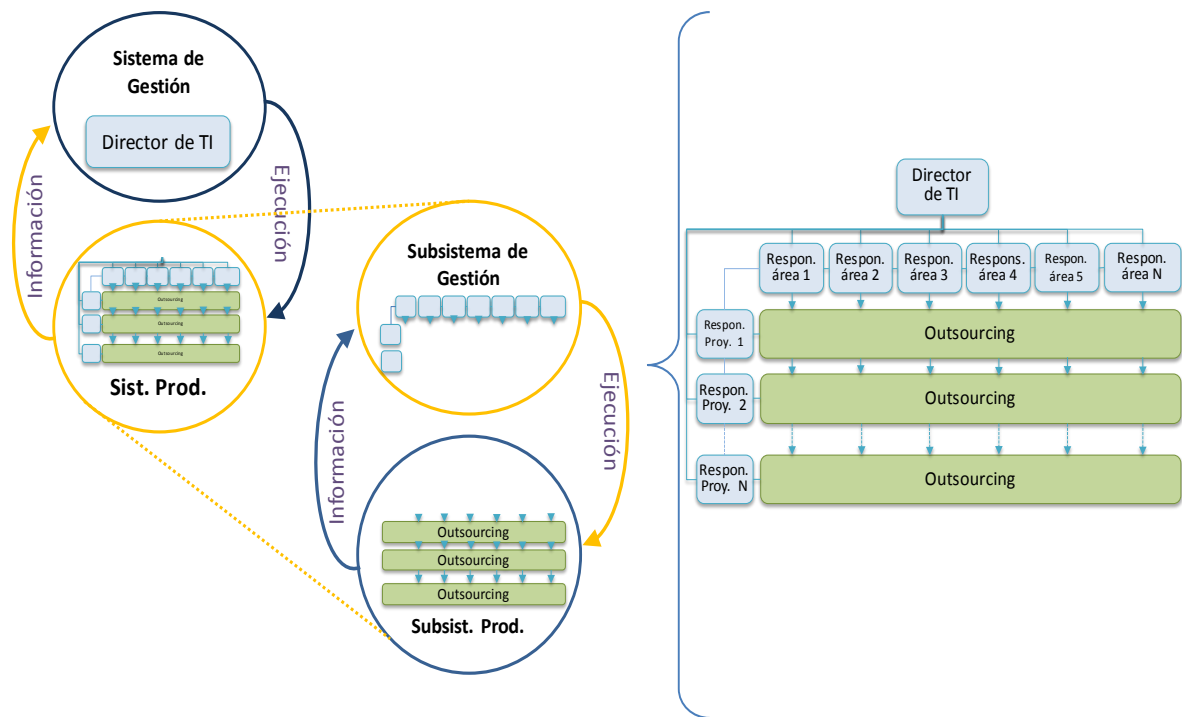 Sistema de
Gestión
Director de TI
Información
Ejecución
Outsourcing
Outsourcing
Outsourcing
Sist. Prod.
Subsistema de
Gestión
Información
Ejecución
Outsourcing
Outsourcing
Outsourcing
Subsist. Prod.
Director
de TI
Respon.
área 1
Respon.
área 2
Respon.
área 3
Respons.
área 4
Respon.
área 5
Respon.
área N
Respon.
Proy. 1
Outsourcing
Respon.
Proy. 2
Outsourcing
Respon.
Proy. N
Outsourcing